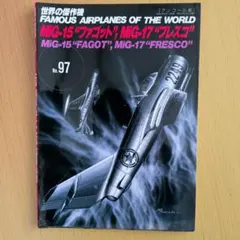 世界の傑作機
FAMOUS AIRPLANES OF THE WORLD
MiG-15“ファゴット”, MiG-17“フレスコ”
MiG-15 “FAGOT”, MiG-17 “FRESCO”
No. 97
2249